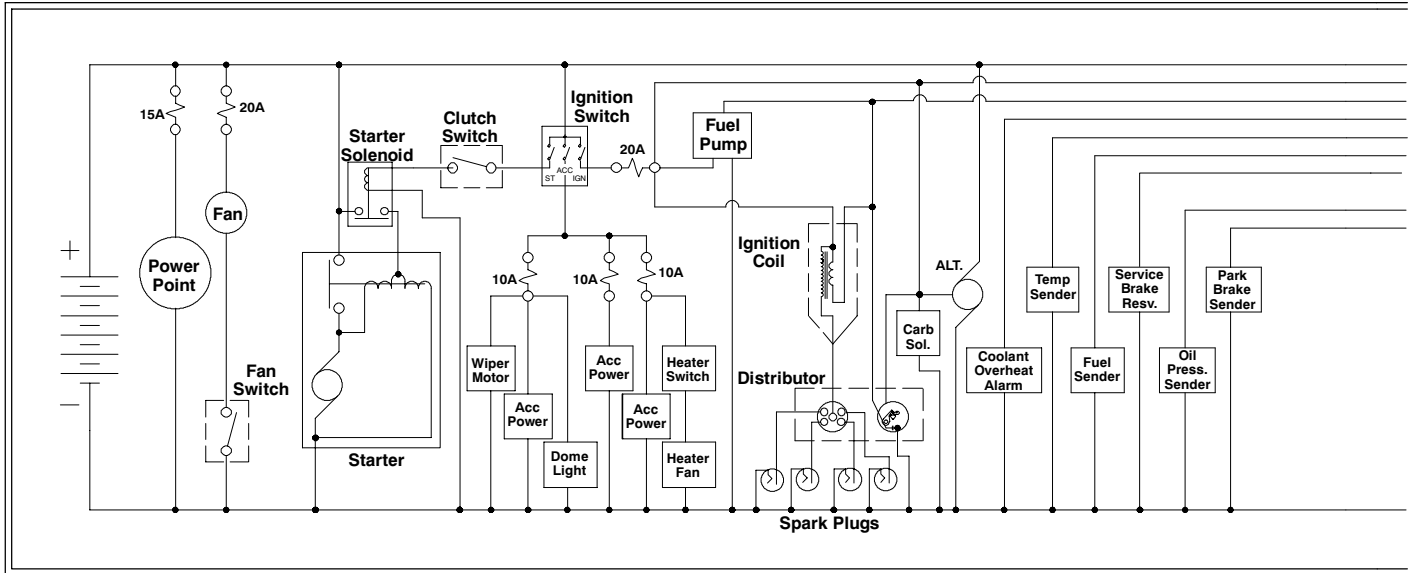 15A
20A
Starter
Solenoid
Clutch
Switch
Ignition
Switch
ST
ACC
IGN
20A
Fuel
Pump
Fan
Power
Point
+
–
Fan
Switch
Starter
10A
10A
10A
Wiper
Motor
Acc
Power
Dome
Light
Acc
Power
Acc
Power
Heater
Switch
Heater
Fan
Ignition
Coil
Distributor
Spark Plugs
Carb
Sol.
ALT.
Coolant
Overheat
Alarm
Temp
Sender
Fuel
Sender
Service
Brake
Resv.
Oil
Press.
Sender
Park
Brake
Sender